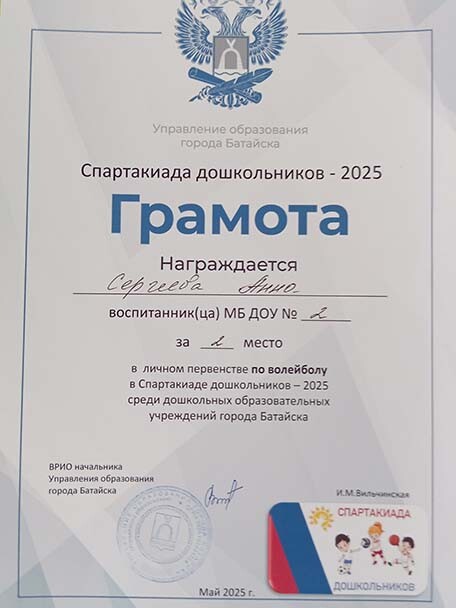 Управление образования
города Батайска
Спартакиада дошкольников - 2025
Грамота
Награждается
Сергеева Анна
воспитанник(ца) МБ ДОУ № 2
за 2 место
в личном первенстве по волейболу
в Спартакиаде дошкольников – 2025
среди дошкольных образовательных
учреждений города Батайска
ВРИО начальника
Управления образования
города Батайска
И.М.Вильчинская
СПАРТАКИАДА
ДОШКОЛЬНИКОВ
Май 2025 г.